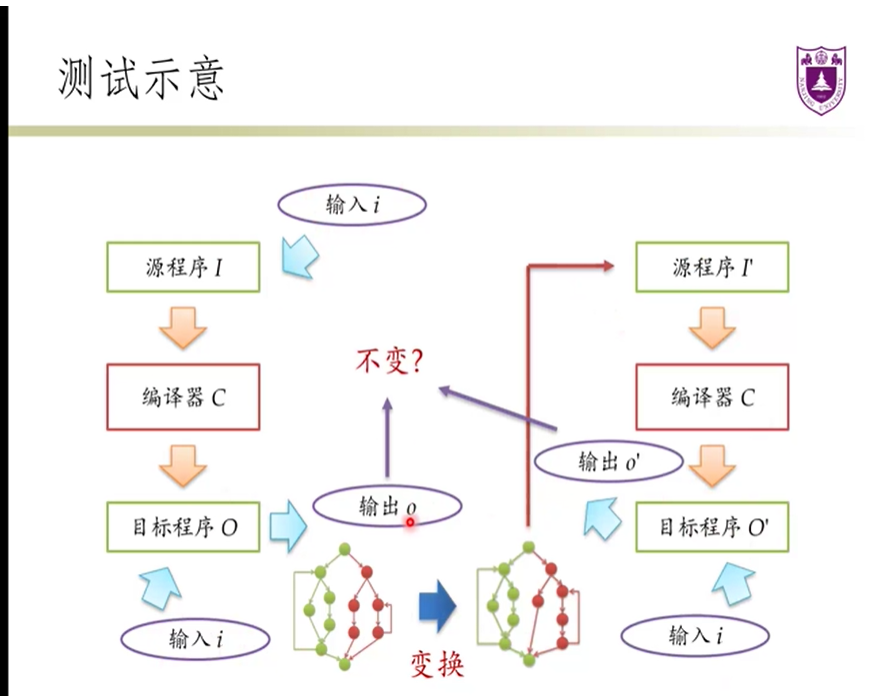 测试示意
输入 i
源程序 I
源程序 I'
不变?
编译器 C
编译器 C
输出 o'
输出 o
目标程序 O
目标程序 O'
输入 i
输入 i
变换